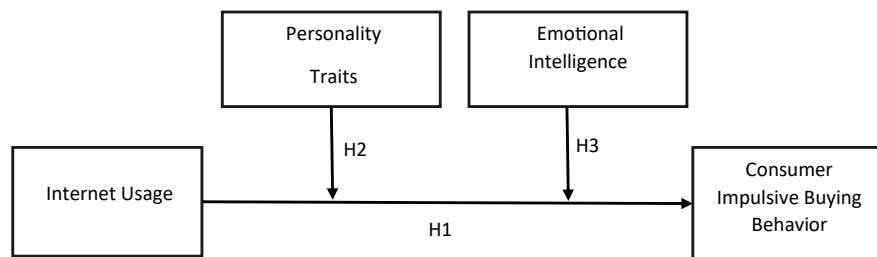 Personality
Traits
Emotional
Intelligence
H2
H3
Internet Usage
Consumer
Impulsive Buying
Behavior
H1